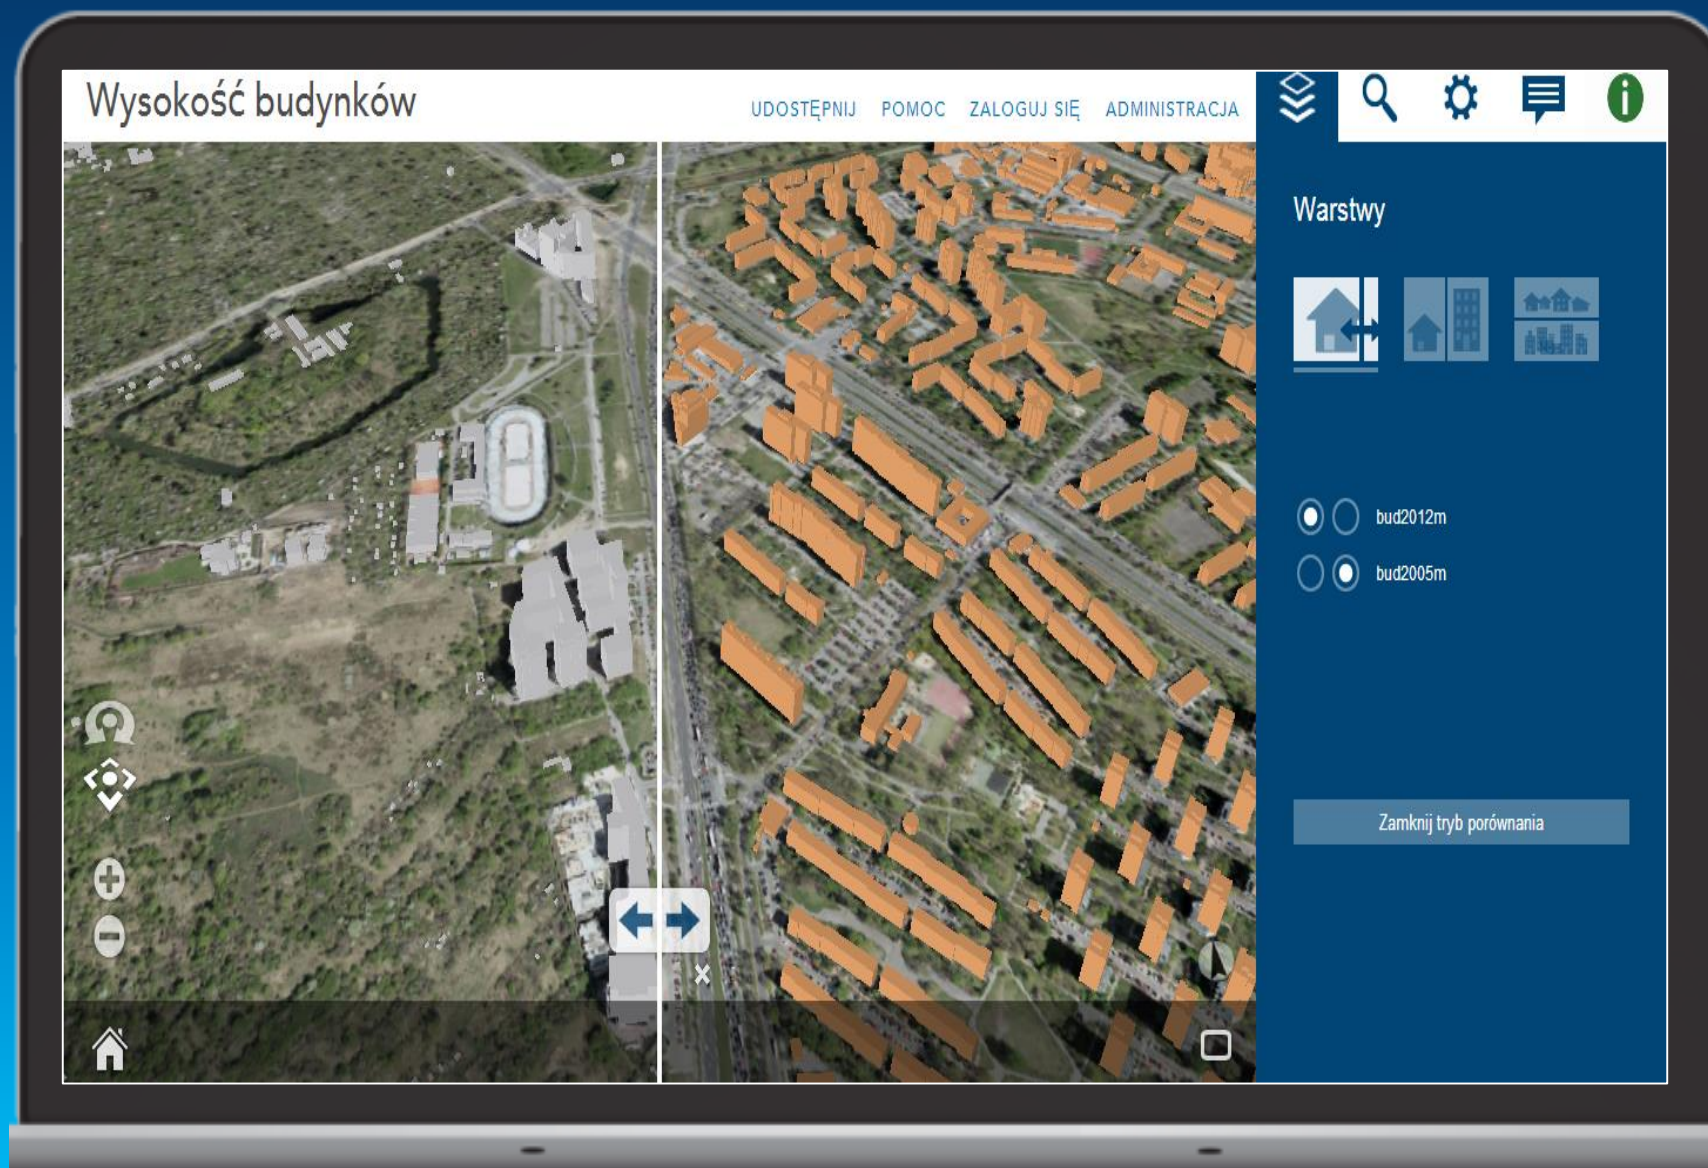 Wysokość budynków
UDOSTĘPNIJ POMOC ZALOGUJ SIĘ ADMINISTRACJA
Warstwy
bud2012m
bud2005m
Zamknij tryb porównania